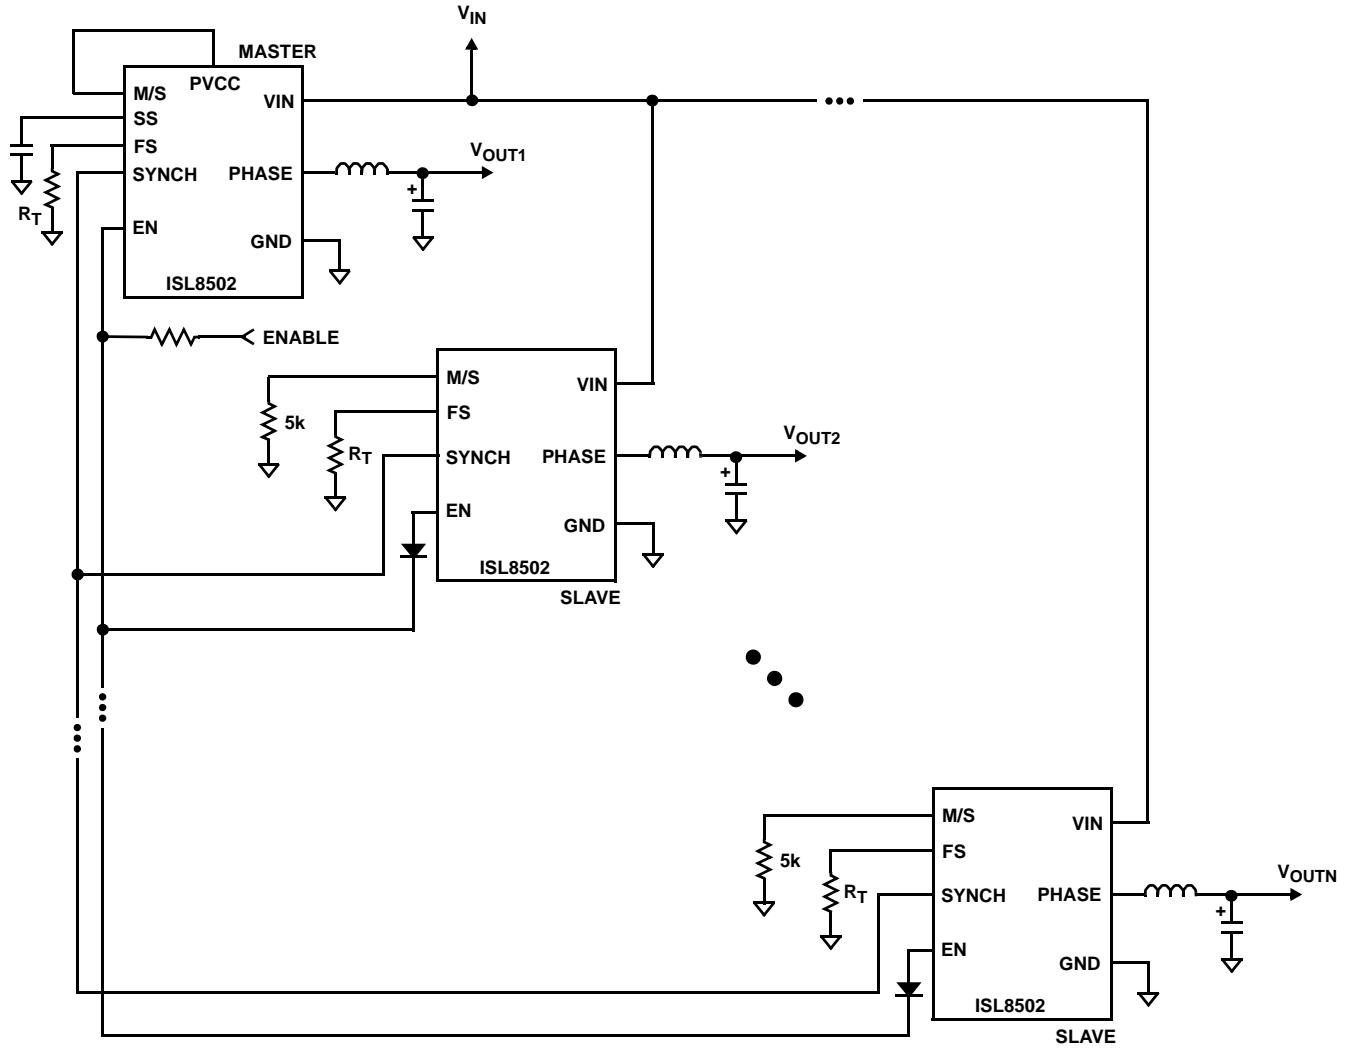 V_IN
MASTER
PVCC
M/S
VIN
SS
FS
SYNCH
PHASE
V_OUT1
+
R_T
EN
GND
ISL8502
ENABLE
M/S
VIN
5k
FS
R_T
SYNCH
PHASE
V_OUT2
+
EN
GND
ISL8502
SLAVE
M/S
VIN
5k
FS
R_T
SYNCH
PHASE
V_OUTN
+
EN
GND
ISL8502
SLAVE